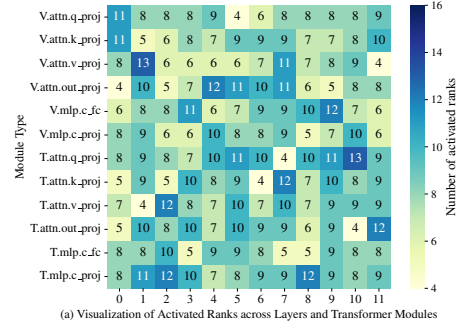 16
V.attn.q_proj 11 8 8 8 9 4 6 8 8 8 8 9
V.attn.k_proj 11 5 6 8 7 9 9 9 7 7 8 10
14
V.attn.v_proj 8 13 6 6 6 6 7 11 7 8 9 4
V.attn.out_proj 4 10 5 7 12 11 10 11 6 5 8 8
12
V.mlp.c_fc 6 8 8 11 6 7 9 9 10 12 9 7
V.mlp.c_proj 8 9 6 6 10 8 8 8 5 7 10 6
Module Type
Number of activated ranks
10
T.attn.q_proj 8 9 8 7 10 11 10 4 10 11 13 9
T.attn.k_proj 5 9 5 10 8 9 4 12 7 10 8 9
8
T.attn.v_proj 7 4 12 8 7 10 7 10 7 9 9 9
T.attn.out_proj 5 10 8 10 7 10 9 9 6 9 4 12
6
T.mlp.c_fc 8 8 10 5 9 9 8 5 5 8 9 8
T.mlp.c_proj 8 11 12 10 7 8 9 9 12 9 8 9
4
0 1 2 3 4 5 6 7 8 9 10 11
(a) Visualization of Activated Ranks across Layers and Transformer Modules